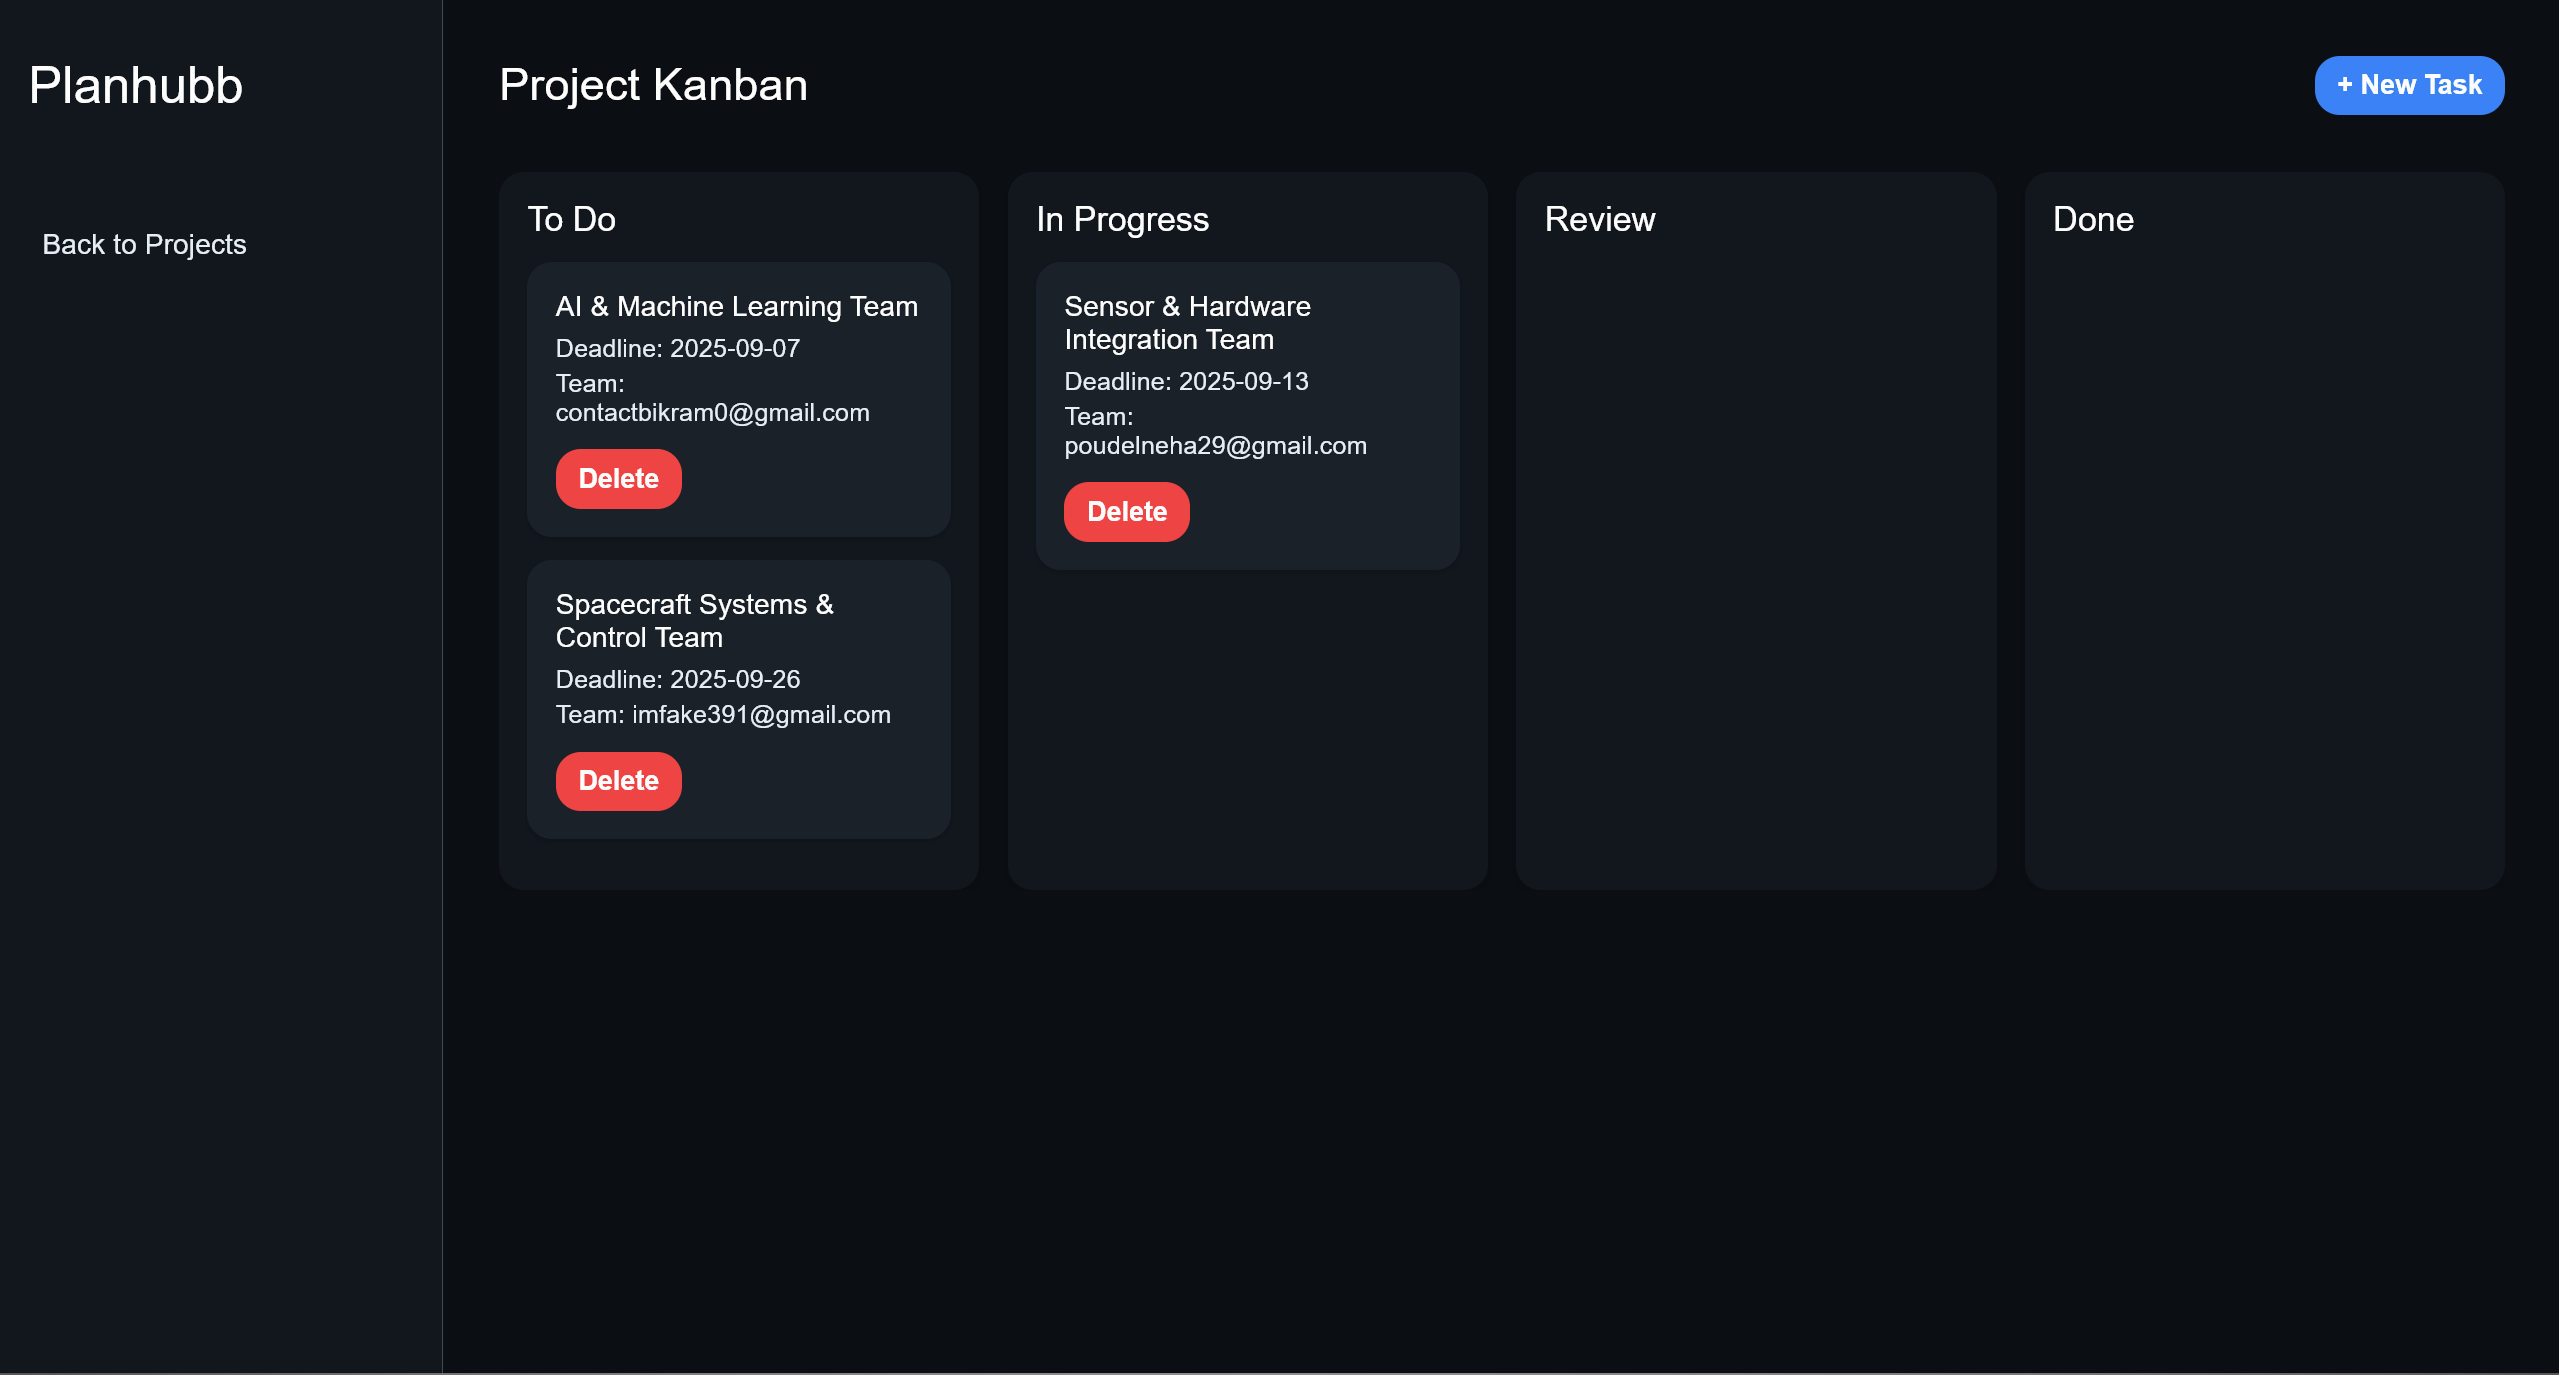 Planhubb
Back to Projects
Project Kanban
+ New Task
To Do
AI & Machine Learning Team
Deadline: 2025-09-07
Team:
contactbikram0@gmail.com
Delete
Spacecraft Systems &
Control Team
Deadline: 2025-09-26
Team: imfake391@gmail.com
Delete
In Progress
Sensor & Hardware
Integration Team
Deadline: 2025-09-13
Team:
poudelneha29@gmail.com
Delete
Review
Done